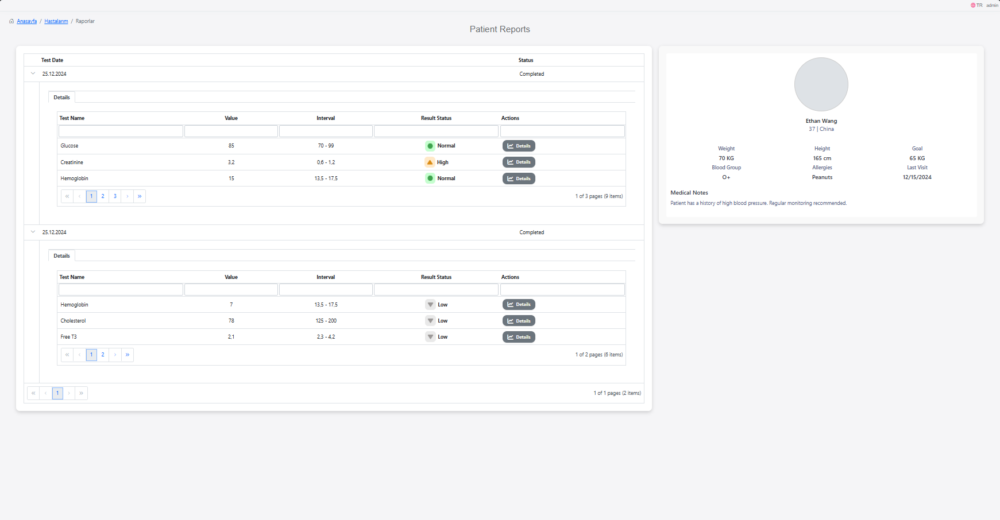 TR admin
Anasayfa / Hastalarım / Raporlar
Patient Reports
Test Date Status
25.12.2024 Completed
Details
Test Name Value Interval Result Status Actions
Glucose 85 70 - 99 Normal Details
Creatinine 3,2 0,6 - 1,2 High Details
Hemoglobin 15 13,5 - 17,5 Normal Details
« ‹ 1 2 3 › » 1 of 3 pages (9 items)
25.12.2024 Completed
Details
Test Name Value Interval Result Status Actions
Hemoglobin 7 13,5 - 17,5 Low Details
Cholesterol 78 125 - 200 Low Details
Free T3 2,1 2,3 - 4,2 Low Details
« ‹ 1 2 › » 1 of 2 pages (6 items)
« ‹ 1 › » 1 of 1 pages (2 items)
Ethan Wang
37 | China
Weight Height Goal
70 KG 165 cm 65 KG
Blood Group Allergies Last Visit
O+ Peanuts 12/15/2024
Medical Notes
Patient has a history of high blood pressure. Regular monitoring recommended.